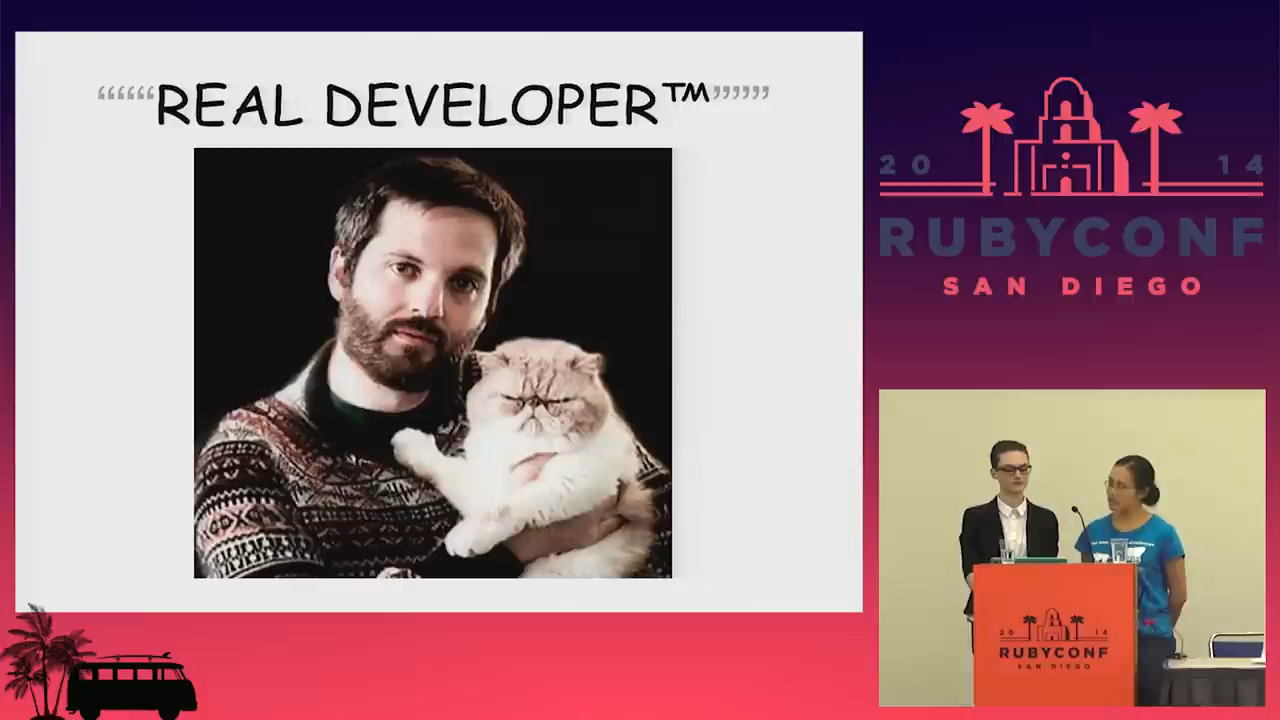 ““““““REAL DEVELOPER™””””””
20 14
RUBYCONF
SAN DIEGO
20 14
RUBYCONF
SAN DIEGO